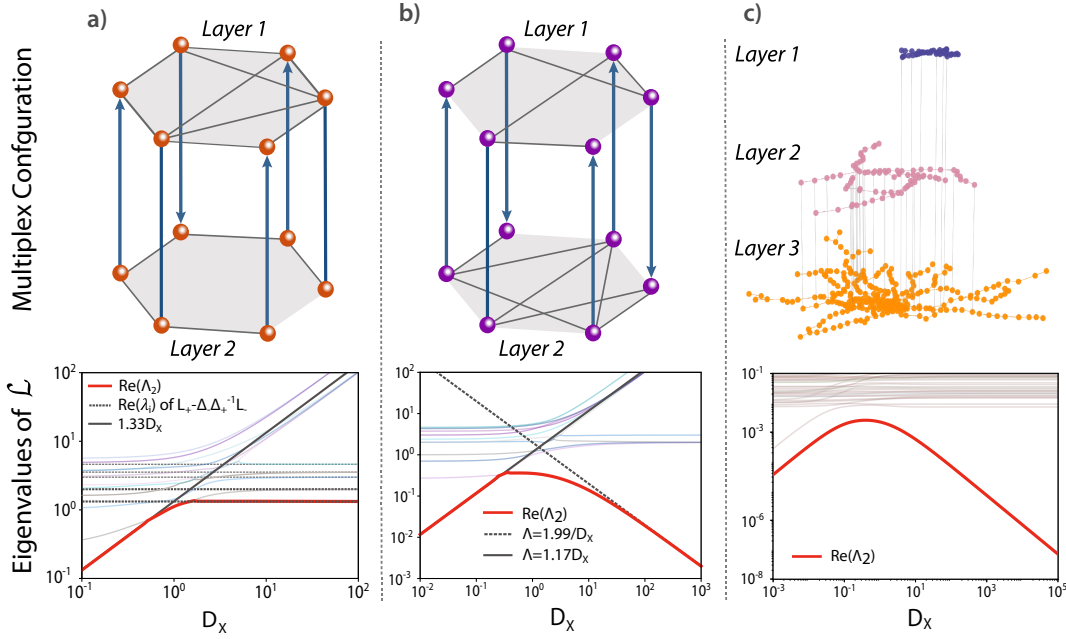 a)
b)
c)
Multiplex Confguration
Layer 1
Layer 2
Layer 1
Layer 2
Layer 1
Layer 2
Layer 3
Eigenvalues of ℒ
10²
10¹
10⁰
10⁻¹
Re(Λ₂)
Re(λᵢ) of L₊-Δ₋Δ₊⁻¹L₋
1.33Dₓ
10⁻¹
10⁰
10¹
10²
Dₓ
10²
10¹
10⁰
10⁻¹
10⁻²
10⁻³
Re(Λ₂)
Λ=1.99/Dₓ
Λ=1.17Dₓ
10⁻²
10⁻¹
10⁰
10¹
10²
10³
Dₓ
10⁻¹
10⁻³
10⁻⁴
10⁻⁶
10⁻⁷
10⁻⁸
Re(Λ₂)
10⁻³
10⁻¹
10¹
10³
10⁵
Dₓ